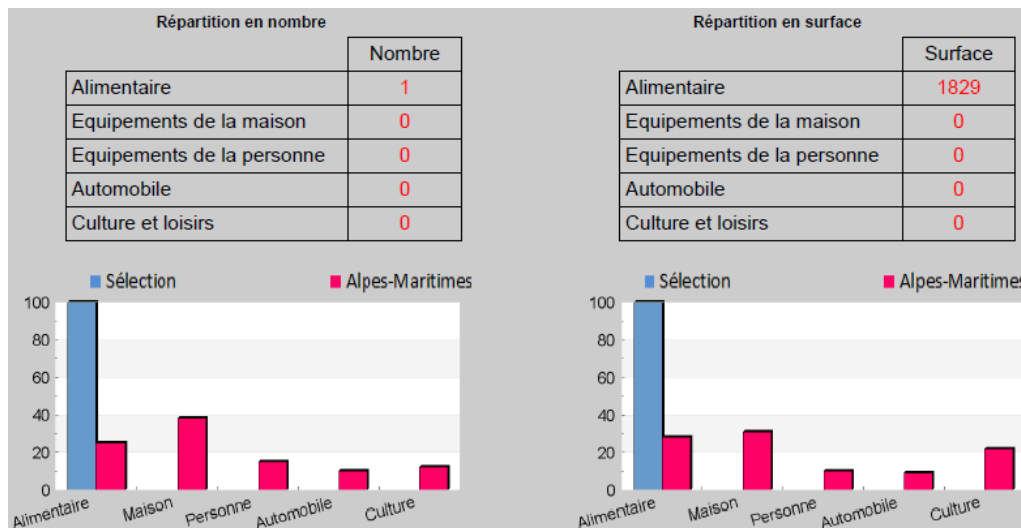 Répartition en nombre
Nombre
Alimentaire 1
Equipements de la maison 0
Equipements de la personne 0
Automobile 0
Culture et loisirs 0
Sélection Alpes-Maritimes
100
80
60
40
20
0
Alimentaire Maison Personne Automobile Culture
Répartition en surface
Surface
Alimentaire 1829
Equipements de la maison 0
Equipements de la personne 0
Automobile 0
Culture et loisirs 0
Sélection Alpes-Maritimes
100
80
60
40
20
0
Alimentaire Maison Personne Automobile Culture